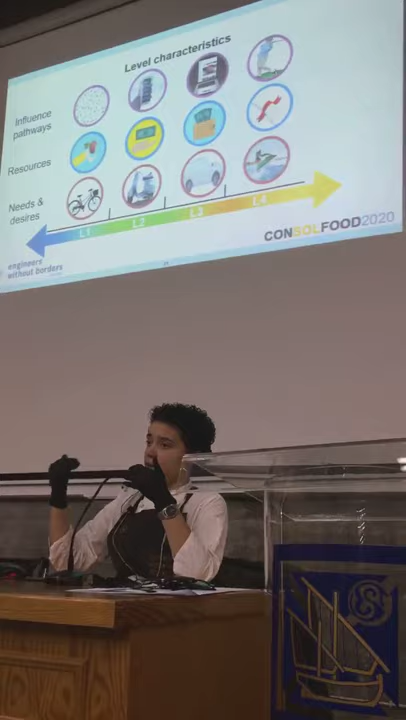 Level characteristics
Influence
pathways
Resources
Needs &
desires
L1 L2 L3 L4
engineers
without borders
CONSOLFOOD2020